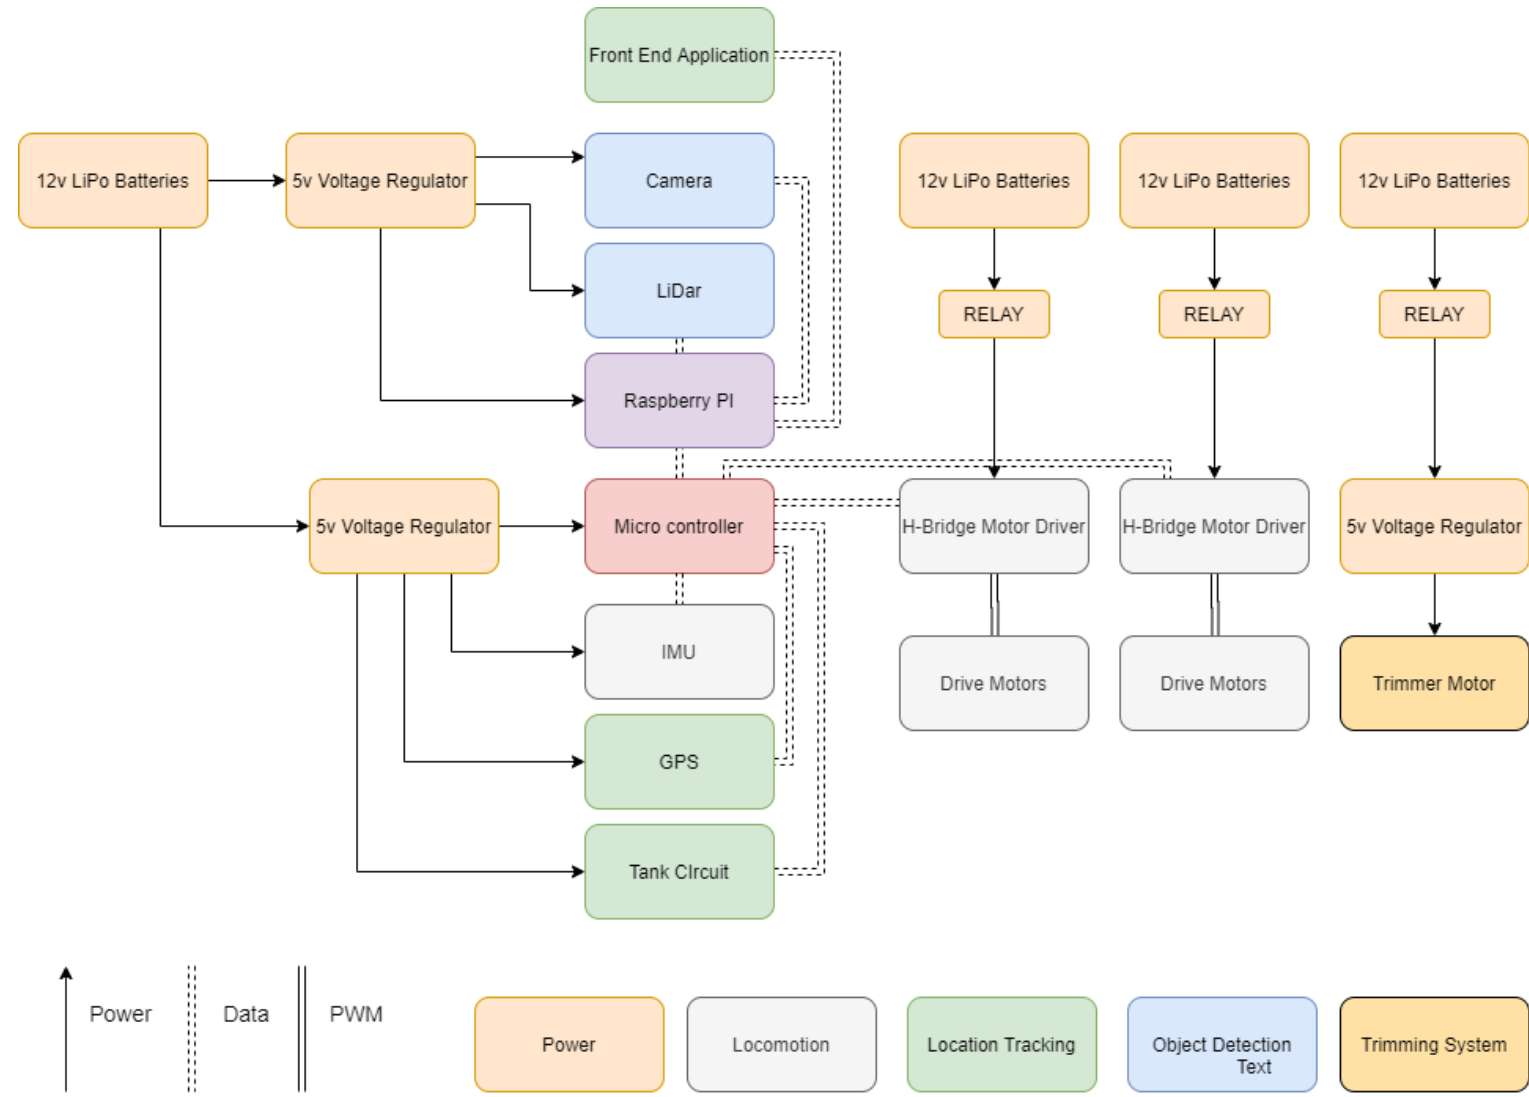 Front End Application
12v LiPo Batteries
5v Voltage Regulator
Camera
12v LiPo Batteries
12v LiPo Batteries
12v LiPo Batteries
LiDar
RELAY
RELAY
RELAY
Raspberry PI
5v Voltage Regulator
Micro controller
H-Bridge Motor Driver
H-Bridge Motor Driver
5v Voltage Regulator
IMU
Drive Motors
Drive Motors
Trimmer Motor
GPS
Tank CIrcuit
Power
Data
PWM
Power
Locomotion
Location Tracking
Object Detection
Text
Trimming System